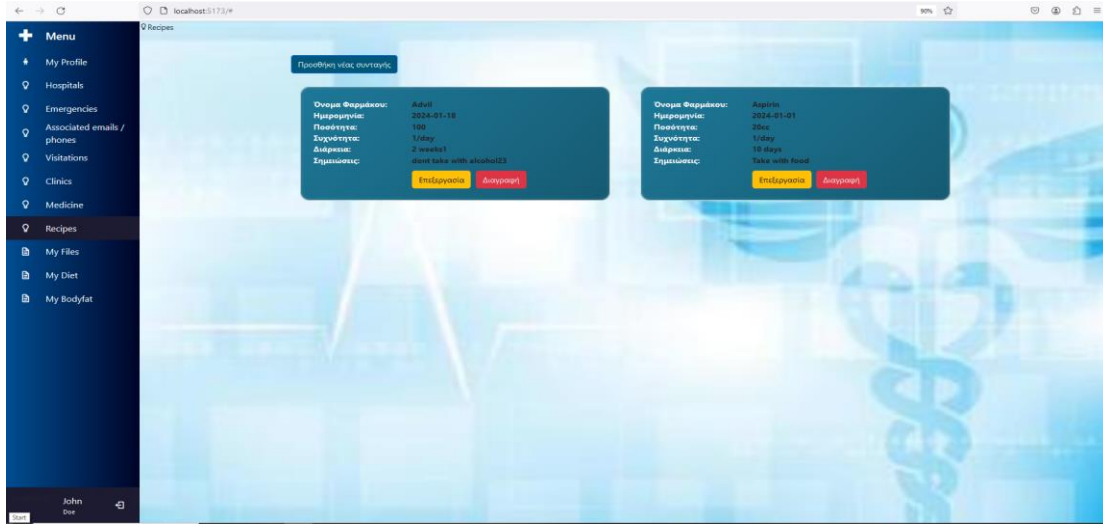 localhost:5173/#
90%
Menu
My Profile
Hospitals
Emergencies
Associated emails /
phones
Visitations
Clinics
Medicine
Recipes
My Files
My Diet
My Bodyfat
John
Doe
Start
Recipes
Προσθήκη νέας συνταγής
Όνομα Φαρμάκου: Advil
Ημερομηνία: 2024-01-18
Ποσότητα: 100
Συχνότητα: 1/day
Διάρκεια: 2 weeks1
Σημειώσεις: dont take with alcohol23
Επεξεργασία Διαγραφή
Όνομα Φαρμάκου: Aspirin
Ημερομηνία: 2024-01-01
Ποσότητα: 20cc
Συχνότητα: 1/day
Διάρκεια: 10 days
Σημειώσεις: Take with food
Επεξεργασία Διαγραφή